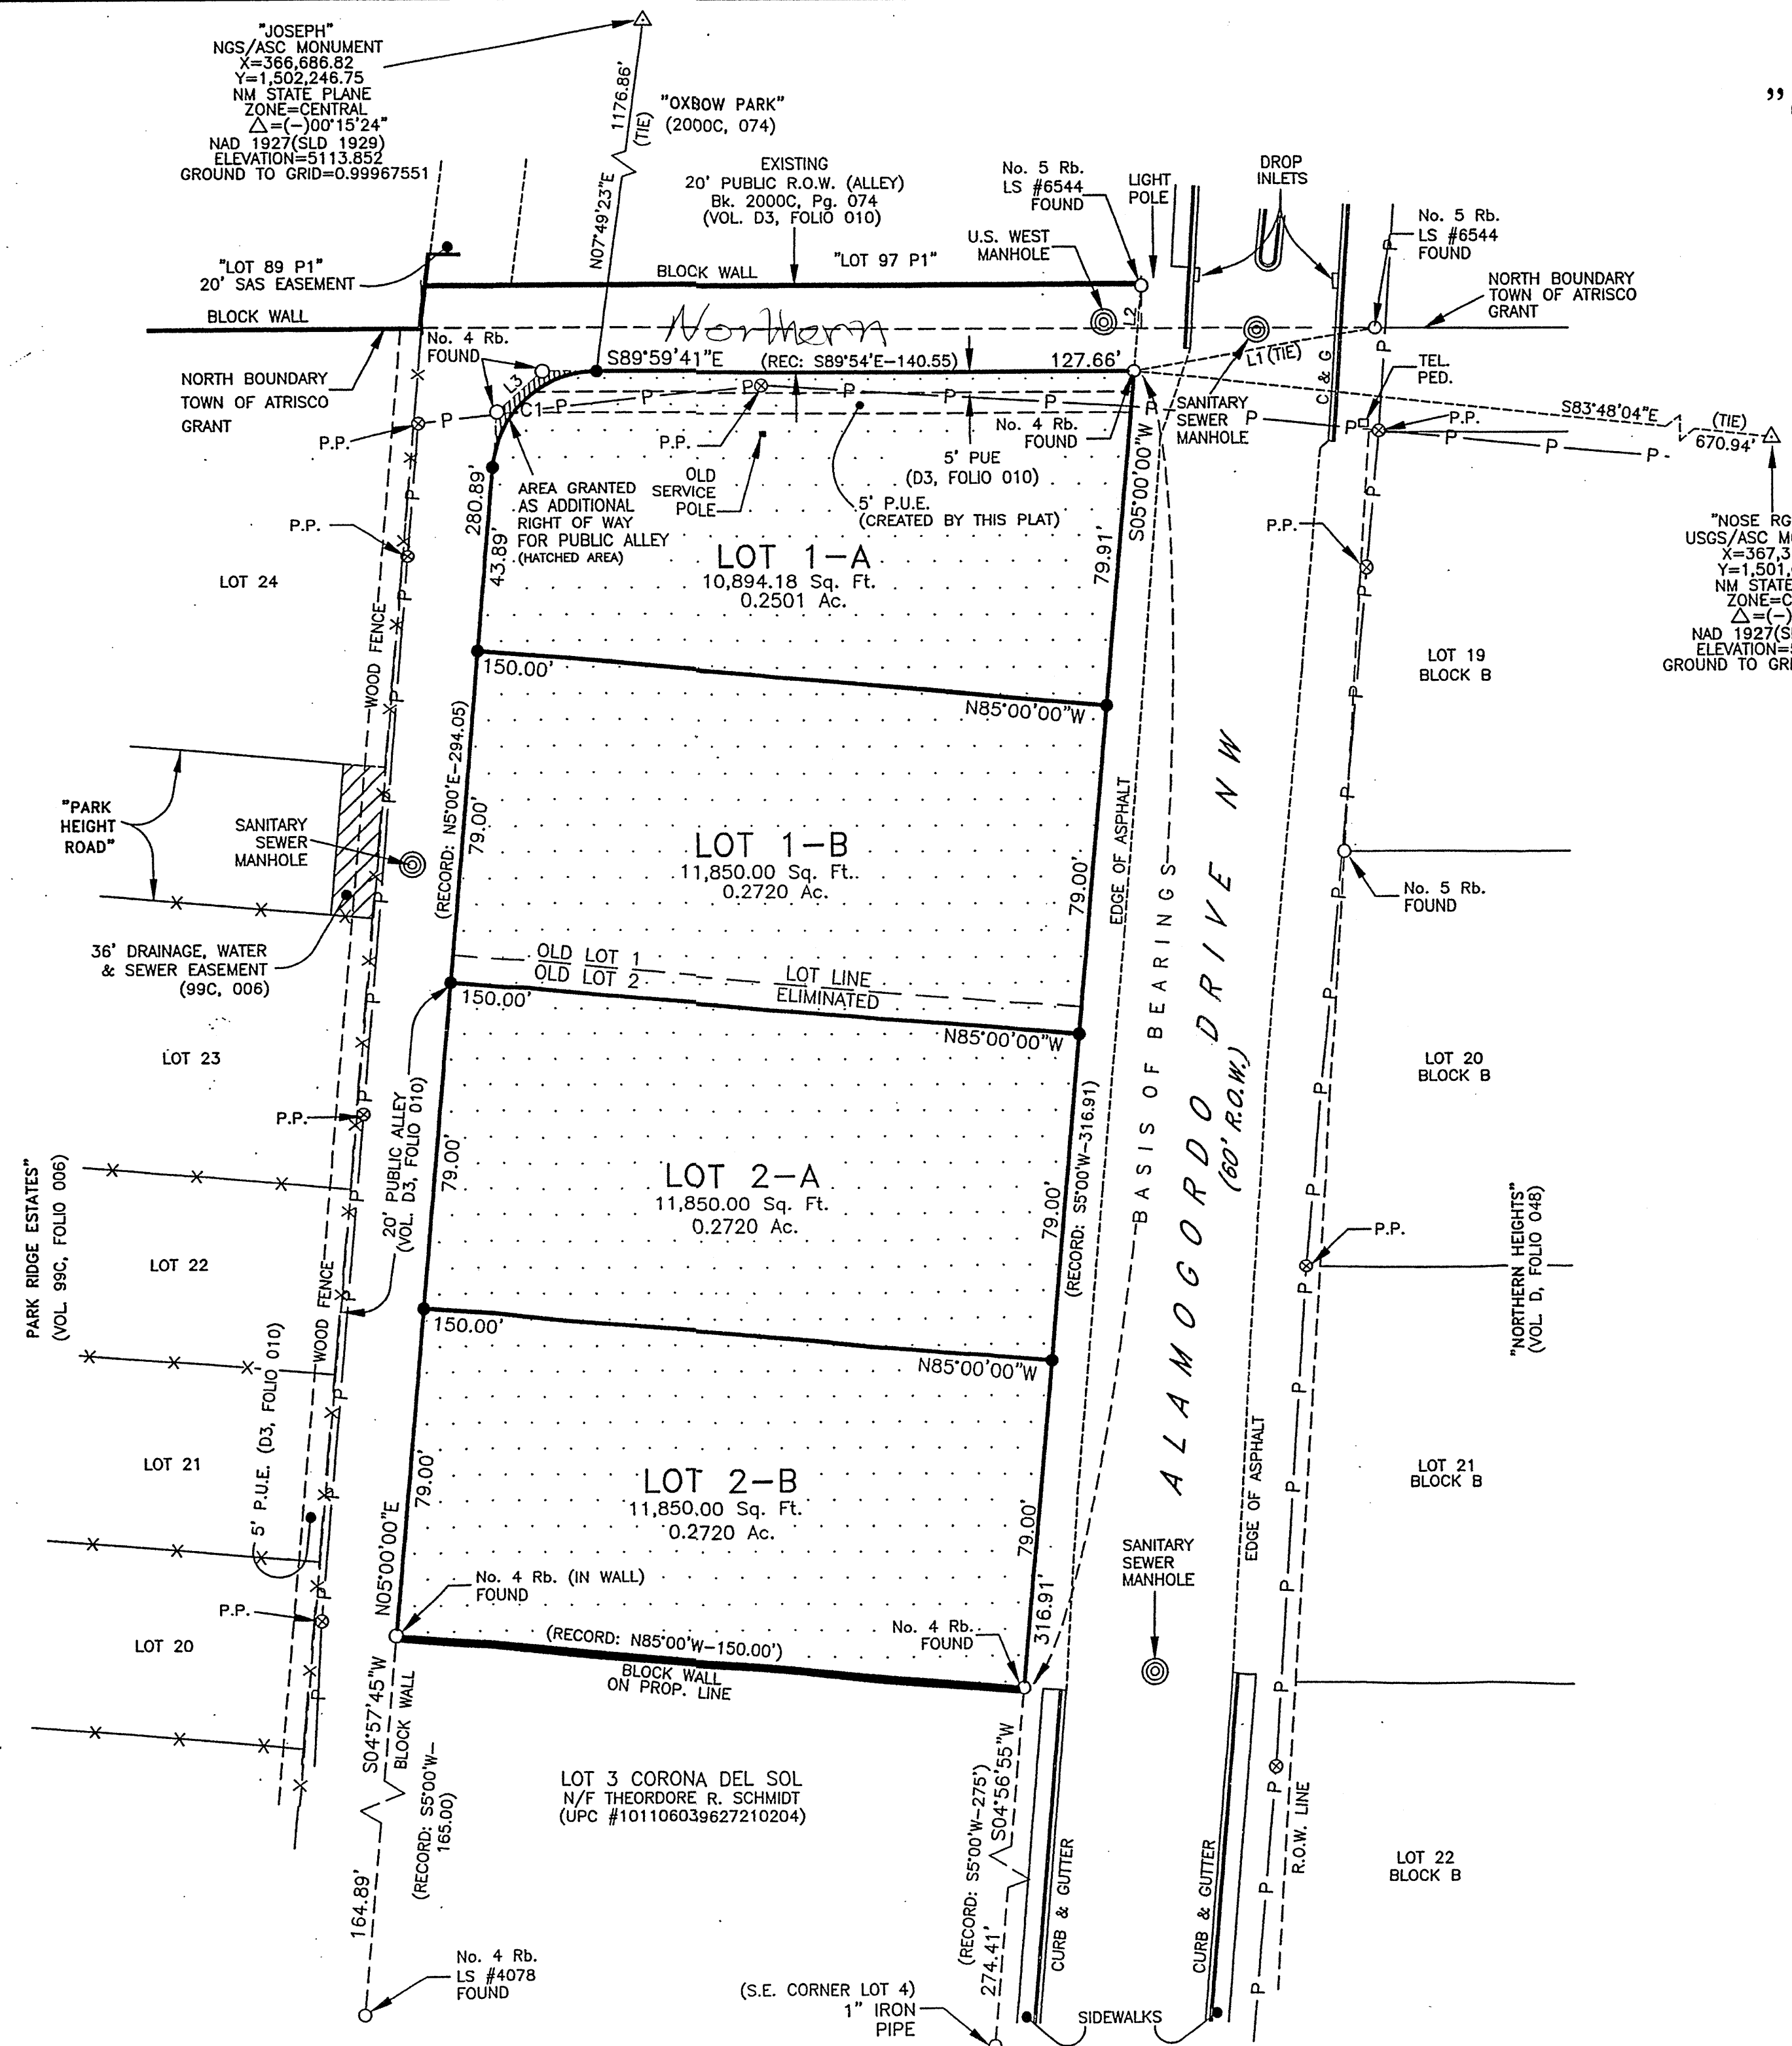 "JOSEPH"
NGS/ASC MONUMENT
X=366,686.82
Y=1,502,246.75
NM STATE PLANE
ZONE=CENTRAL
△=(-)00°15'24"
NAD 1927(SLD 1929)
ELEVATION=5113.852
GROUND TO GRID=0.99967551
1176.86'
(TIE)
N07°49'23"E
"OXBOW PARK"
(2000C, 074)
EXISTING
20' PUBLIC R.O.W. (ALLEY)
Bk. 2000C, Pg. 074
(VOL. D3, FOLIO 010)
No. 5 Rb.
LS #6544
FOUND
LIGHT
POLE
DROP
INLETS
No. 5 Rb.
LS #6544
FOUND
"
U.S. WEST
MANHOLE
"LOT 89 P1"
20' SAS EASEMENT
BLOCK WALL
"LOT 97 P1"
NORTH BOUNDARY
TOWN OF ATRISCO
GRANT
BLOCK WALL
Northern
L2
No. 4 Rb.
FOUND
S89°59'41"E
(REC: S89°54'E-140.55)
127.66'
L1 (TIE)
C & G
TEL.
PED.
NORTH BOUNDARY
TOWN OF ATRISCO
GRANT
L3
C1
P.P.
P.P.
No. 4 Rb.
FOUND
SANITARY
SEWER
MANHOLE
P.P.
S83°48'04"E
(TIE)
670.94'
280.89'
43.89'
AREA GRANTED
AS ADDITIONAL
RIGHT OF WAY
FOR PUBLIC ALLEY
(HATCHED AREA)
OLD
SERVICE
POLE
5' PUE
(D3, FOLIO 010)
5' P.U.E.
(CREATED BY THIS PLAT)
S05°00'00"W
79.91'
P.P.
P.P.
"NOSE RG
USGS/ASC M
X=367,3
Y=1,501,
NM STATE
ZONE=C
△=(-)
NAD 1927(S
ELEVATION=
GROUND TO GR
LOT 24
LOT 1-A
10,894.18 Sq. Ft.
0.2501 Ac.
WOOD FENCE
LOT 19
BLOCK B
150.00'
N85°00'00"W
(RECORD: N5°00'E-294.05)
79.00'
"PARK
HEIGHT
ROAD"
SANITARY
SEWER
MANHOLE
LOT 1-B
11,850.00 Sq. Ft.
0.2720 Ac.
79.00'
EDGE OF ASPHALT
BASIS OF BEARINGS
ALAMOGORDO DRIVE NW
(60' R.O.W.)
No. 5 Rb.
FOUND
36' DRAINAGE, WATER
& SEWER EASEMENT
(99C, 006)
OLD LOT 1
OLD LOT 2
LOT LINE
ELIMINATED
150.00'
N85°00'00"W
LOT 23
P.P.
20' PUBLIC ALLEY
(VOL. D3, FOLIO 010)
79.00'
LOT 2-A
11,850.00 Sq. Ft.
0.2720 Ac.
79.00'
(RECORD: S5°00'W-316.91)
LOT 20
BLOCK B
PARK RIDGE ESTATES"
(VOL. 99C, FOLIO 006)
LOT 22
P.P.
"NORTHERN HEIGHTS"
(VOL. D, FOLIO 048)
150.00'
N85°00'00"W
WOOD FENCE
5' P.U.E. (D3, FOLIO 010)
LOT 21
79.00'
LOT 2-B
11,850.00 Sq. Ft.
0.2720 Ac.
79.00'
EDGE OF ASPHALT
LOT 21
BLOCK B
N05°00'00"E
No. 4 Rb. (IN WALL)
FOUND
SANITARY
SEWER
MANHOLE
P.P.
LOT 20
(RECORD: N85°00'W-150.00')
No. 4 Rb.
FOUND
316.91'
BLOCK WALL
ON PROP. LINE
S04°57'45"W
BLOCK WALL
(RECORD: S5°00'W-
165.00)
164.89'
LOT 3 CORONA DEL SOL
N/F THEORDORE R. SCHMIDT
(UPC #101106039627210204)
(RECORD: S5°00'W-275')
S04°56'55"W
274.41'
CURB & GUTTER
CURB & GUTTER
R.O.W. LINE
LOT 22
BLOCK B
No. 4 Rb.
LS #4078
FOUND
(S.E. CORNER LOT 4)
1" IRON
PIPE
SIDEWALKS